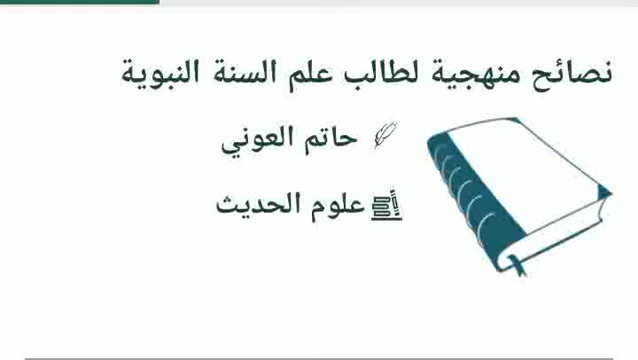 نصائح منهجية لطالب علم السنة النبوية
حاتم العوني
علوم الحديث